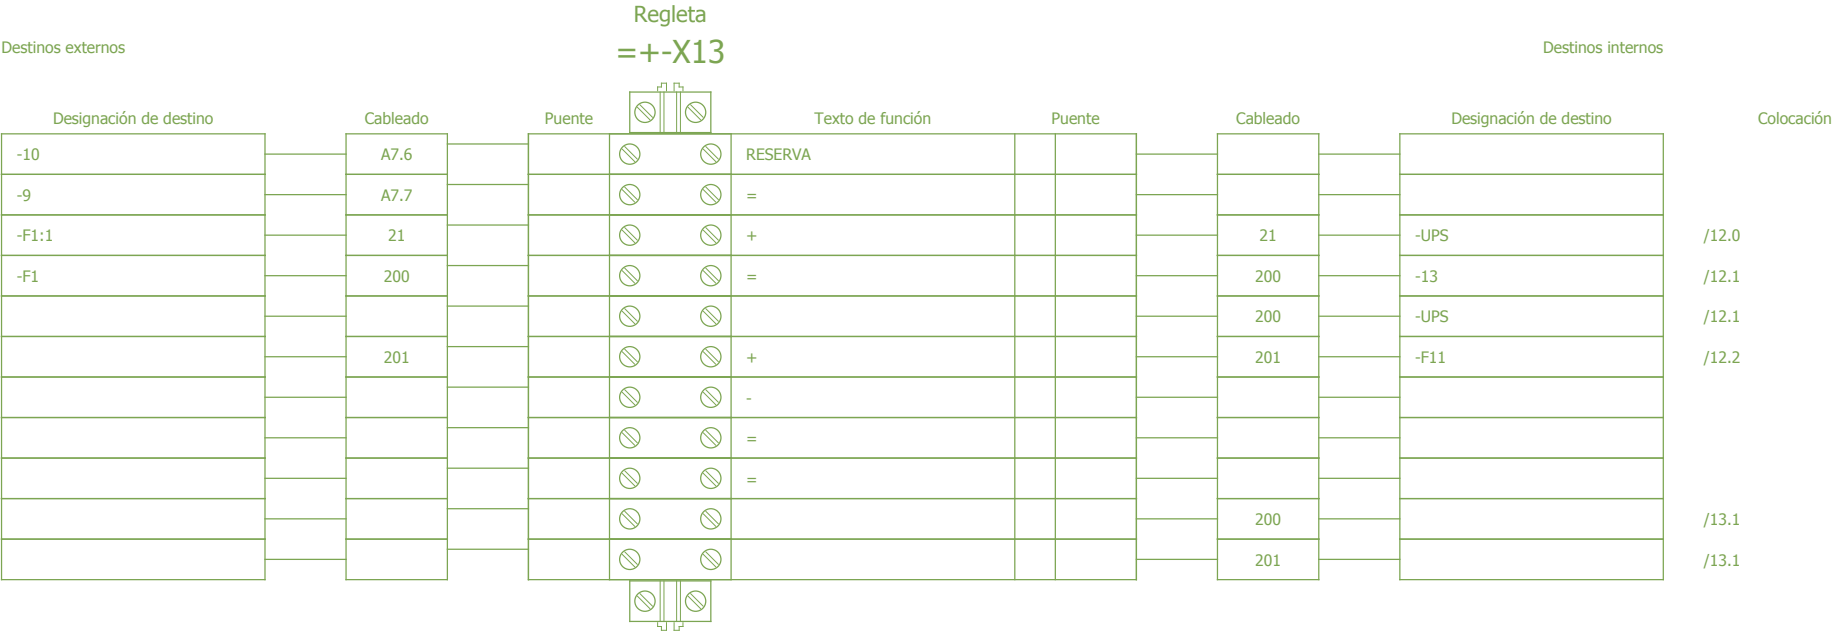 Regleta
Destinos externos =+-X13 Destinos internos
Designación de destino Cableado Puente Texto de función Puente Cableado Designación de destino Colocación
-10 A7.6 RESERVA
-9 A7.7 =
-F1:1 21 + 21 -UPS /12.0
-F1 200 = 200 -13 /12.1
200 -UPS /12.1
201 + 201 -F11 /12.2
-
=
=
200 /13.1
201 /13.1